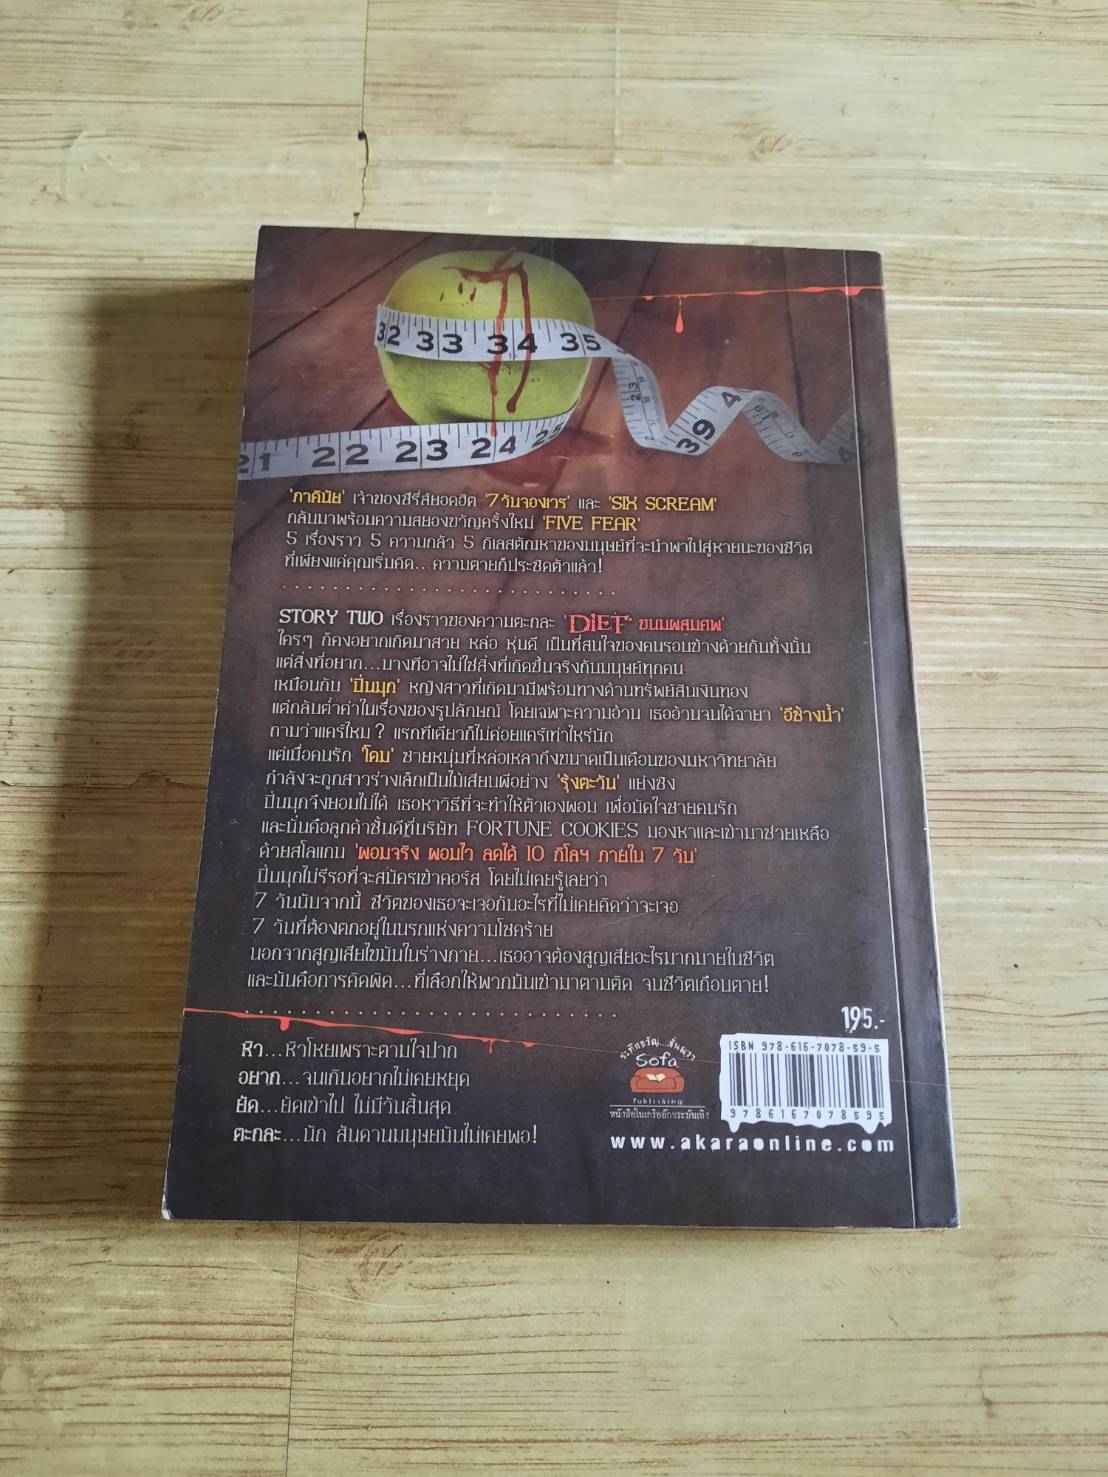 32 33 34 35
39 4
21 22 23 24 25
'ภาคินัย' เจ้าของซีรี่ส์ยอดฮิต '7 วันจองเวร' และ 'SIX SCREAM'
กลับมาพร้อมความสยองขวัญครั้งใหม่ 'FIVE FEAR'
5 เรื่องราว 5 ความกลัว 5 กิเลสตัณหาของมนุษย์ที่จะนำพาไปสู่หายนะของชีวิต
ที่เพียงแค่คุณเริ่มคิด...ความตายก็ประชิดตัวแล้ว!
STORY TWO เรื่องราวของความตะกละ 'DiET' ขนมผสมศพ'
ใครๆ ก็คงอยากเกิดมาสวย หล่อ หุ่นดี เป็นที่สนใจของคนรอบข้างด้วยกันทั้งนั้น
แต่สิ่งที่อยาก...บางทีอาจไม่ใช่สิ่งที่เกิดขึ้นจริงกับมนุษย์ทุกคน
เหมือนกับ 'ปิ่นมุก' หญิงสาวที่เกิดมามีพร้อมทางด้านทรัพย์สินเงินทอง
แต่กลับต่ำค่าในเรื่องของรูปลักษณ์ โดยเฉพาะความอ้วน เธออ้วนจนได้ฉายา 'อีช้างน้ำ'
ถามว่าแคร์ไหม ? แรกทีเดียวก็ไม่ค่อยแคร์เท่าไหร่นัก
แต่เมื่อคนรัก 'โดม' ชายหนุ่มที่หล่อเหลาถึงขนาดเป็นเดือนของมหาวิทยาลัย
กำลังจะถูกสาวร่างเล็กเป็นไม้เสียบผีอย่าง 'รุ้งตะวัน' แย่งชิง
ปิ่นมุกจึงยอมไม่ได้ เธอหาวิธีที่จะทำให้ตัวเองผอม เพื่อมัดใจชายคนรัก
และนั่นคือลูกค้าชั้นดีที่บริษัท FORTUNE COOKIES มองหาและเข้ามาช่วยเหลือ
ด้วยสโลแกน 'ผอมจริง ผอมไว ลดได้ 10 กิโลฯ ภายใน 7 วัน'
ปิ่นมุกไม่รีรอที่จะสมัครเข้าคอร์ส โดยไม่เคยรู้เลยว่า
7 วันนับจากนี้ ชีวิตของเธอจะเจอกับอะไรที่ไม่เคยคิดว่าจะเจอ
7 วันที่ต้องตกอยู่ในนรกแห่งความโชคร้าย
นอกจากสูญเสียไขมันในร่างกาย...เธออาจต้องสูญเสียอะไรมากมายในชีวิต
และมันคือการคิดผิด...ที่เลือกให้พวกมันเข้ามาตามติด จนชีวิตเกือบตาย!
195.-
หิว...หิวโหยเพราะตามใจปาก
อยาก...จนเกินอยากไม่เคยหยุด
ยัด...ยัดเข้าไป ไม่มีวันสิ้นสุด
ตะกละ...นัก สันดานมนุษย์มันไม่เคยพอ!
ระทึกขวัญ...สั่นผวา
Sofa
Publishing
หนังสือในเครืออักขระบันเทิง
ISBN 978-616-7078-59-5
9786167078595
www.akaraonline.com